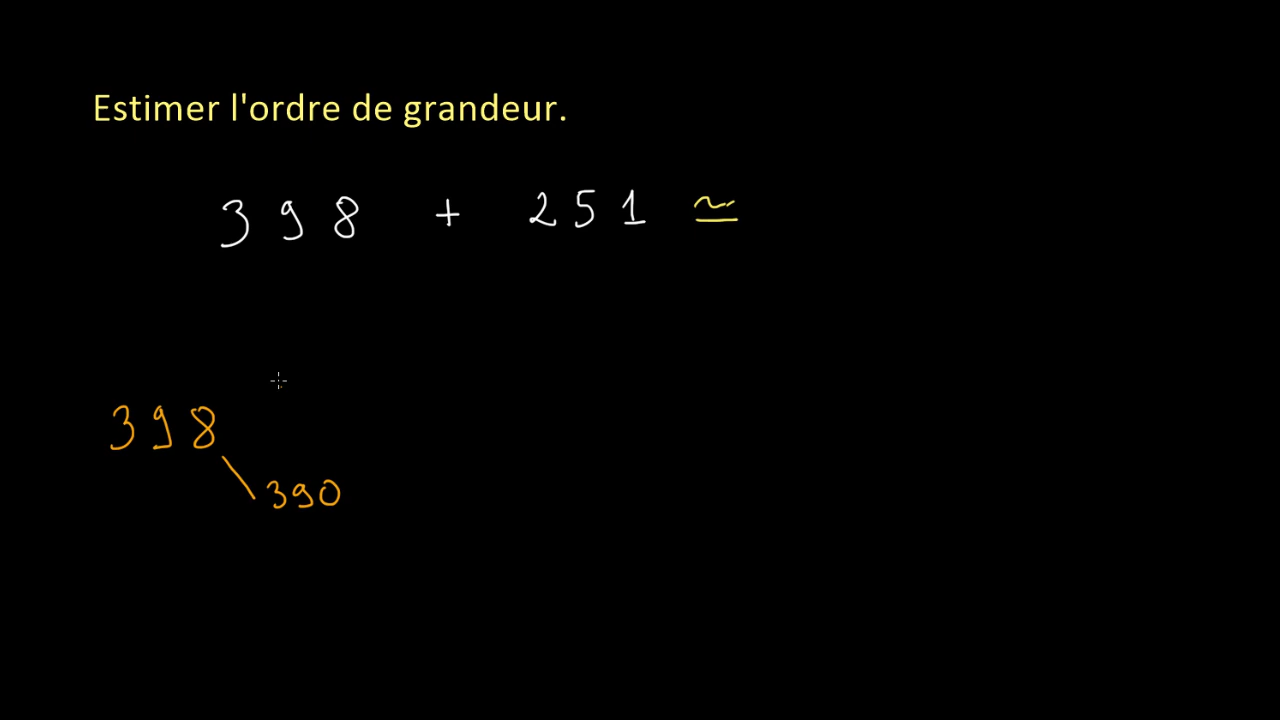 Estimer l'ordre de grandeur.
398 + 251 ≃
398
390